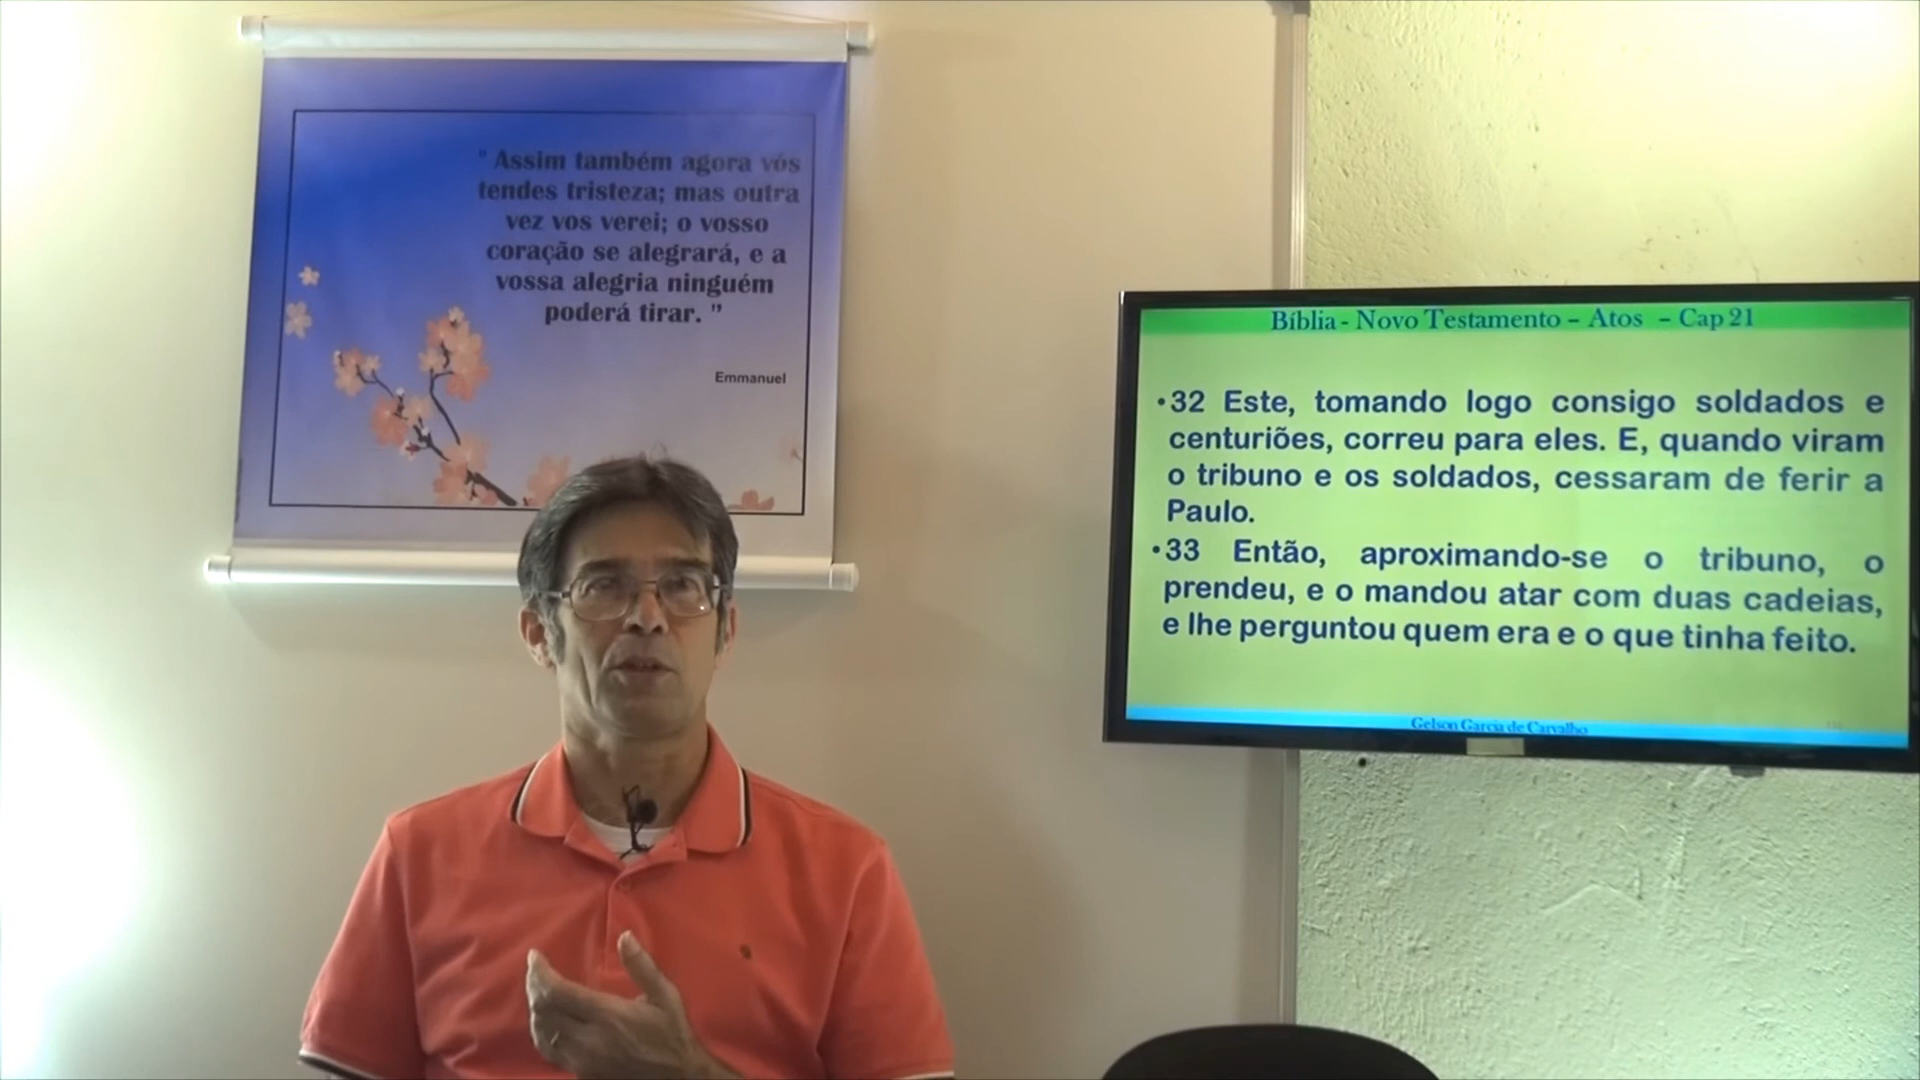 " Assim também agora vós
tendes tristeza; mas outra
vez vos verei; o vosso
coração se alegrará, e a
vossa alegria ninguém
poderá tirar. "
Emmanuel
Bíblia - Novo Testamento – Atos – Cap 21
•32 Este, tomando logo consigo soldados e
centuriões, correu para eles. E, quando viram
o tribuno e os soldados, cessaram de ferir a
Paulo.
•33 Então, aproximando-se o tribuno, o
prendeu, e o mandou atar com duas cadeias,
e lhe perguntou quem era e o que tinha feito.
Gelson Garcia de Carvalho